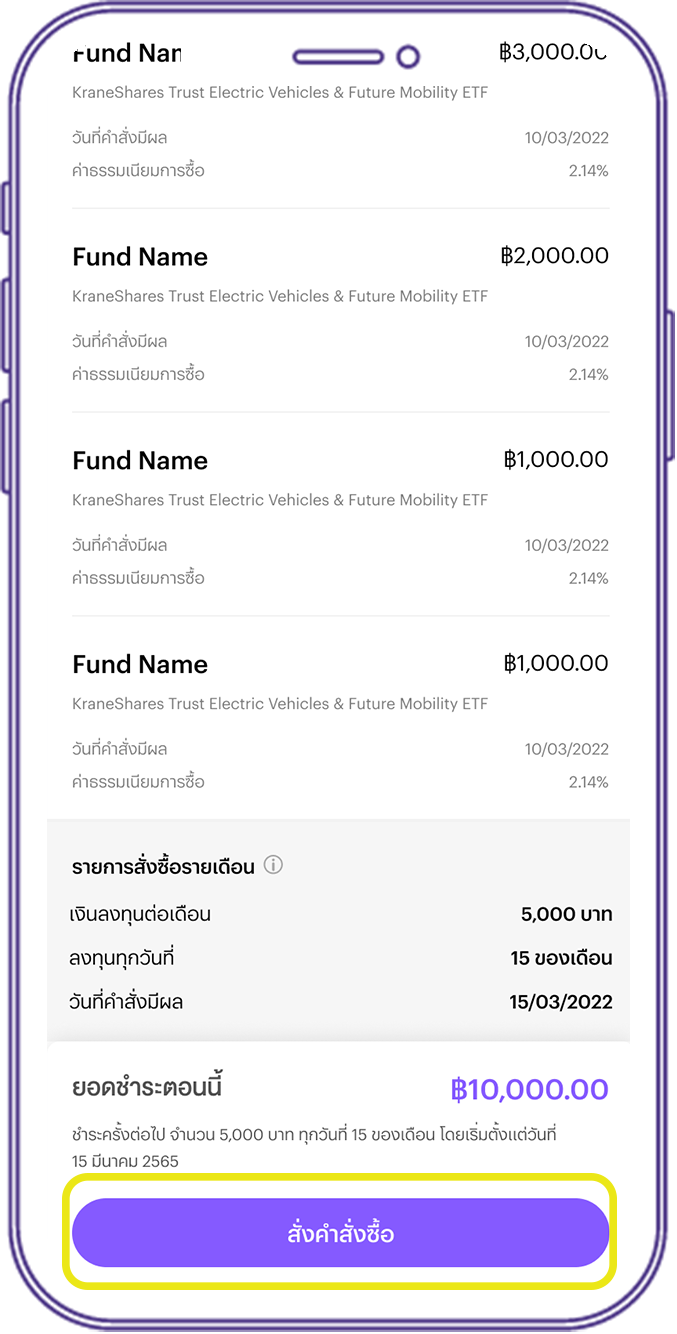 Fund Nan
฿3,000.00
KraneShares Trust Electric Vehicles & Future Mobility ETF
วันที่คำสั่งมีผล 10/03/2022
ค่าธรรมเนียมการซื้อ 2.14%
Fund Name ฿2,000.00
KraneShares Trust Electric Vehicles & Future Mobility ETF
วันที่คำสั่งมีผล 10/03/2022
ค่าธรรมเนียมการซื้อ 2.14%
Fund Name ฿1,000.00
KraneShares Trust Electric Vehicles & Future Mobility ETF
วันที่คำสั่งมีผล 10/03/2022
ค่าธรรมเนียมการซื้อ 2.14%
Fund Name ฿1,000.00
KraneShares Trust Electric Vehicles & Future Mobility ETF
วันที่คำสั่งมีผล 10/03/2022
ค่าธรรมเนียมการซื้อ 2.14%
รายการสั่งซื้อรายเดือน
เงินลงทุนต่อเดือน 5,000 บาท
ลงทุนทุกวันที่ 15 ของเดือน
วันที่คำสั่งมีผล 15/03/2022
ยอดชำระตอนนี้ ฿10,000.00
ชำระครั้งต่อไป จำนวน 5,000 บาท ทุกวันที่ 15 ของเดือน โดยเริ่มตั้งแต่วันที่
15 มีนาคม 2565
สั่งคำสั่งซื้อ